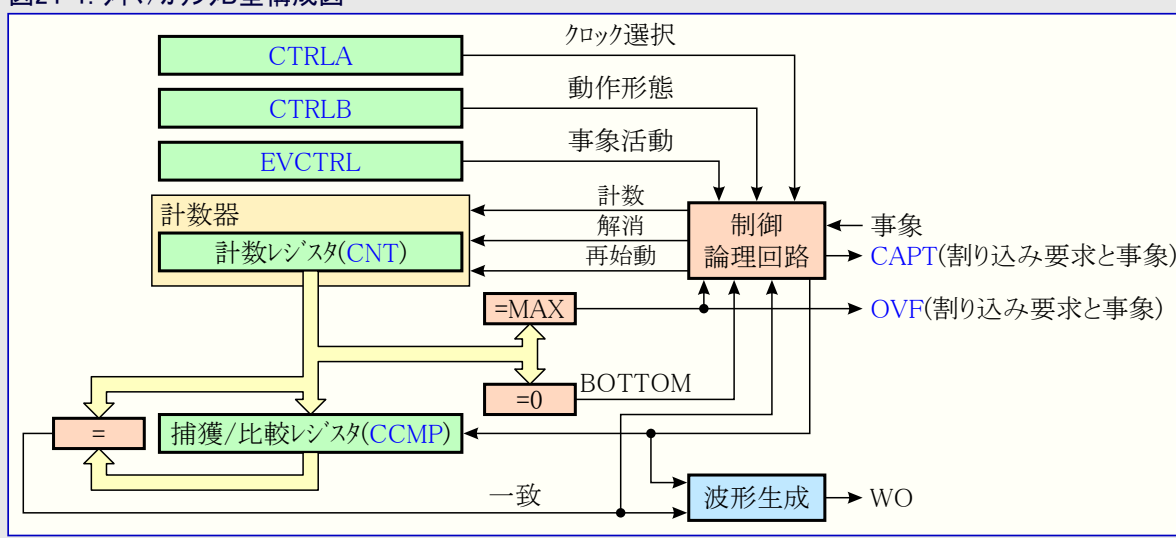 CTRLA
クロック選択
CTRLB
動作形態
EVCTRL
事象活動
計数器
計数レジスタ(CNT)
計数
解消
再始動
制御
論理回路
事象
CAPT(割り込み要求と事象)
=MAX
OVF(割り込み要求と事象)
=0
BOTTOM
=
捕獲/比較レジスタ(CCMP)
一致
波形生成
WO